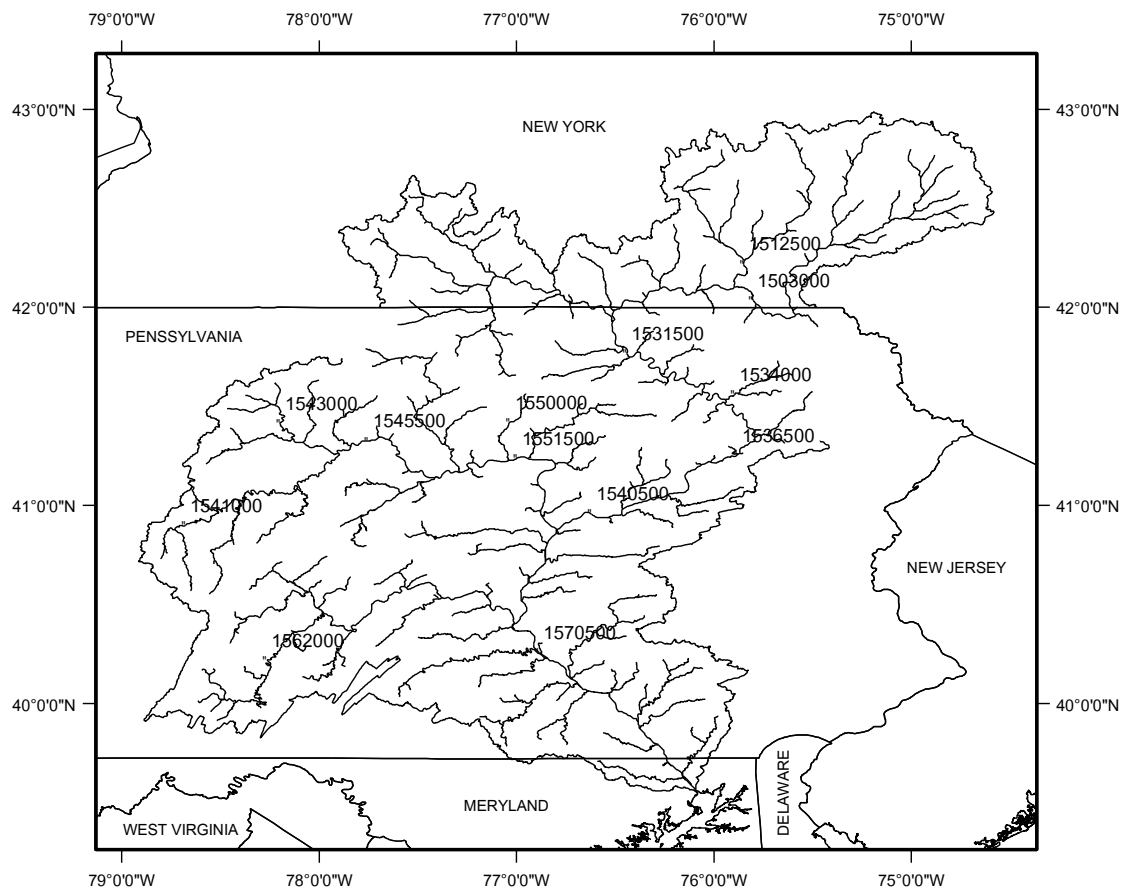 79°0'0"W 78°0'0"W 77°0'0"W 76°0'0"W 75°0'0"W
43°0'0"N 43°0'0"N
NEW YORK
1512500
1503000
42°0'0"N 42°0'0"N
PENSSYLVANIA
1531500
1534000
1543000
1550000
1545500
1551500
1536500
1541000
1540500
41°0'0"N 41°0'0"N
NEW JERSEY
1570500
1562000
40°0'0"N 40°0'0"N
DELAWARE
MERYLAND
WEST VIRGINIA
79°0'0"W 78°0'0"W 77°0'0"W 76°0'0"W 75°0'0"W